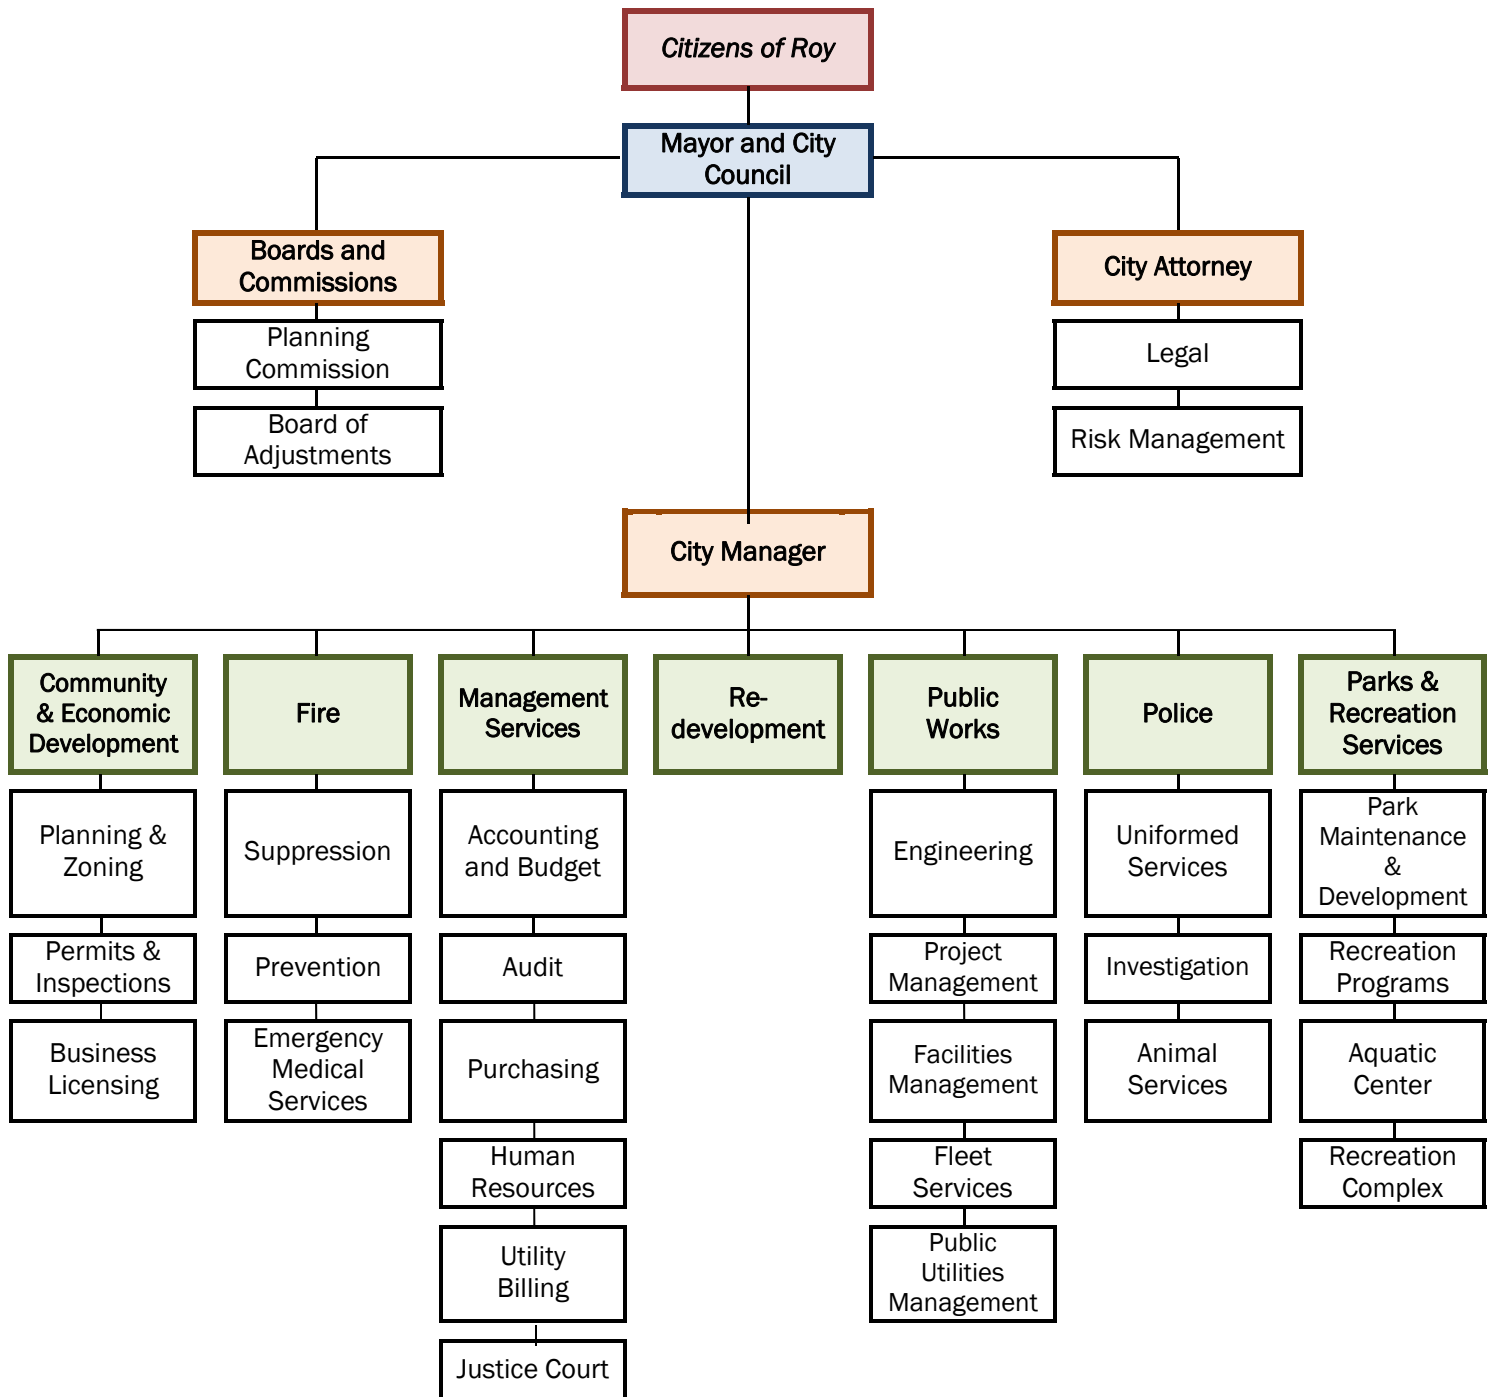 Citizens of Roy
Mayor and City
Council
Boards and
Commissions
City Attorney
Planning
Commission
Legal
Board of
Adjustments
Risk Management
City Manager
Community
& Economic
Development
Fire
Management
Services
Re-
development
Public
Works
Police
Parks &
Recreation
Services
Planning &
Zoning
Suppression
Accounting
and Budget
Engineering
Uniformed
Services
Park
Maintenance
&
Development
Permits &
Inspections
Prevention
Audit
Project
Management
Investigation
Recreation
Programs
Business
Licensing
Emergency
Medical
Services
Purchasing
Facilities
Management
Animal
Services
Aquatic
Center
Human
Resources
Fleet
Services
Recreation
Complex
Utility
Billing
Public
Utilities
Management
Justice Court